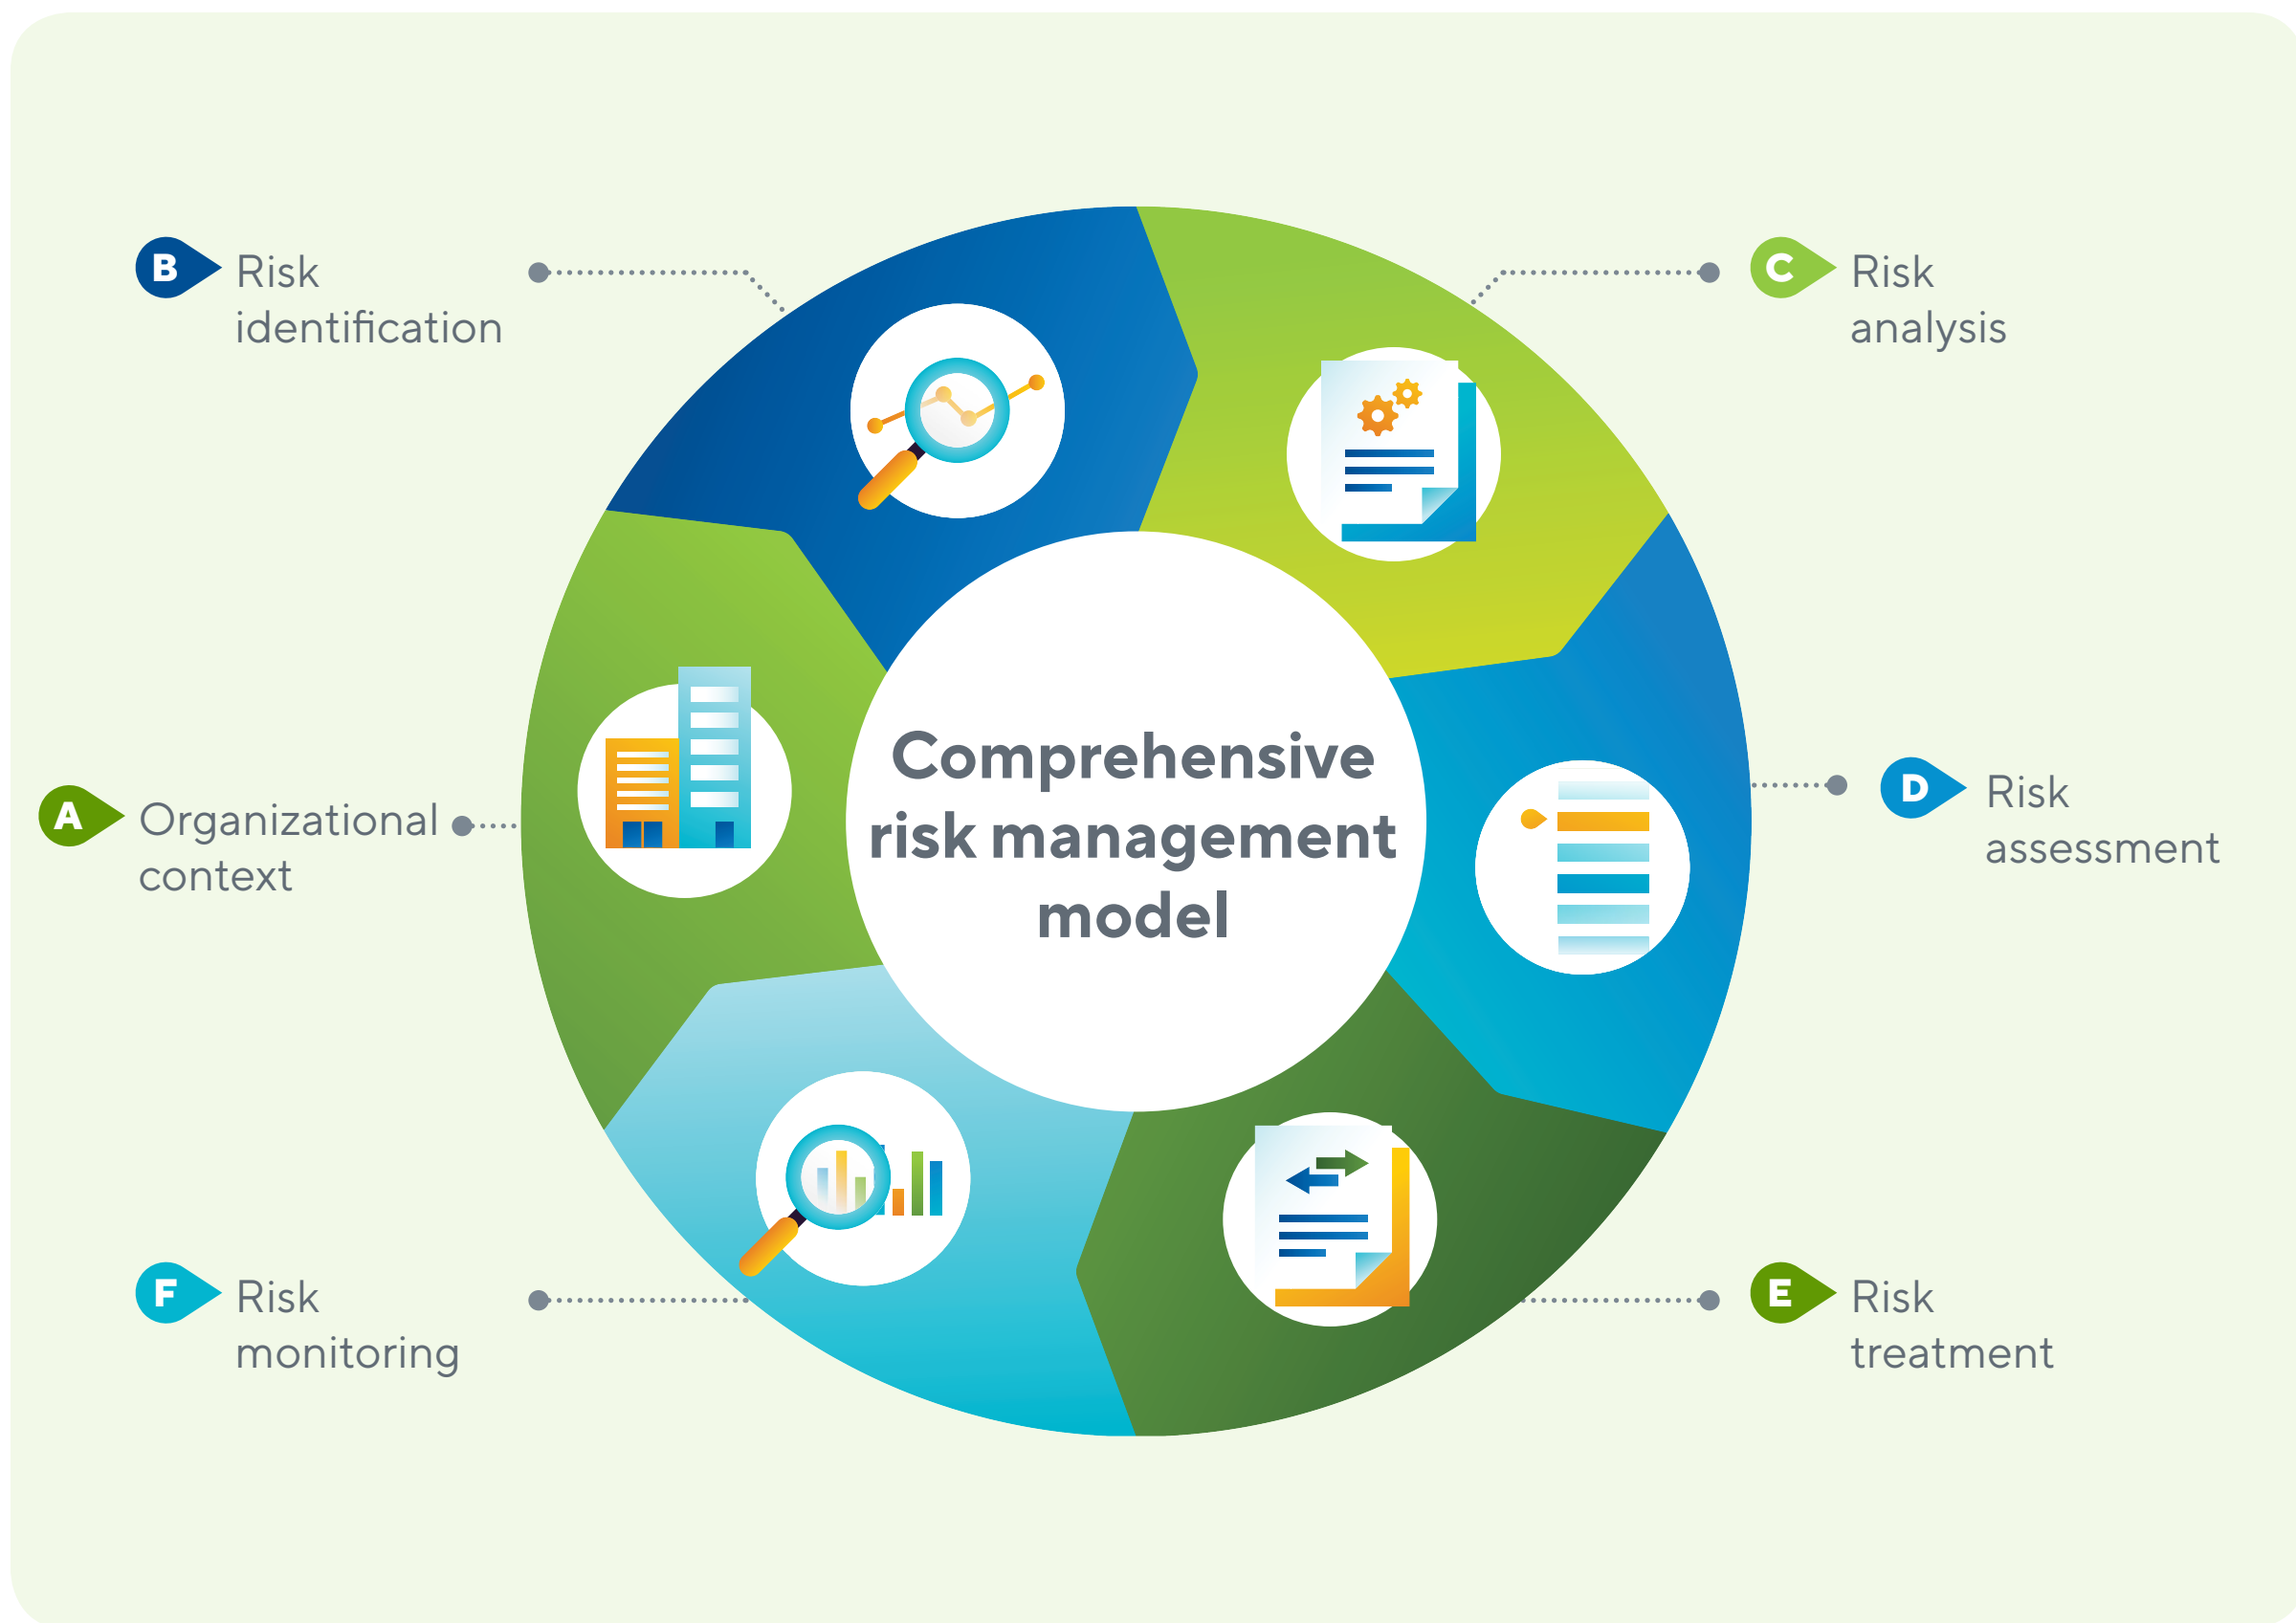 B
Risk
identification
C
Risk
analysis
Comprehensive
risk management
model
A
Organizational
context
D
Risk
assessment
F
Risk
monitoring
E
Risk
treatment